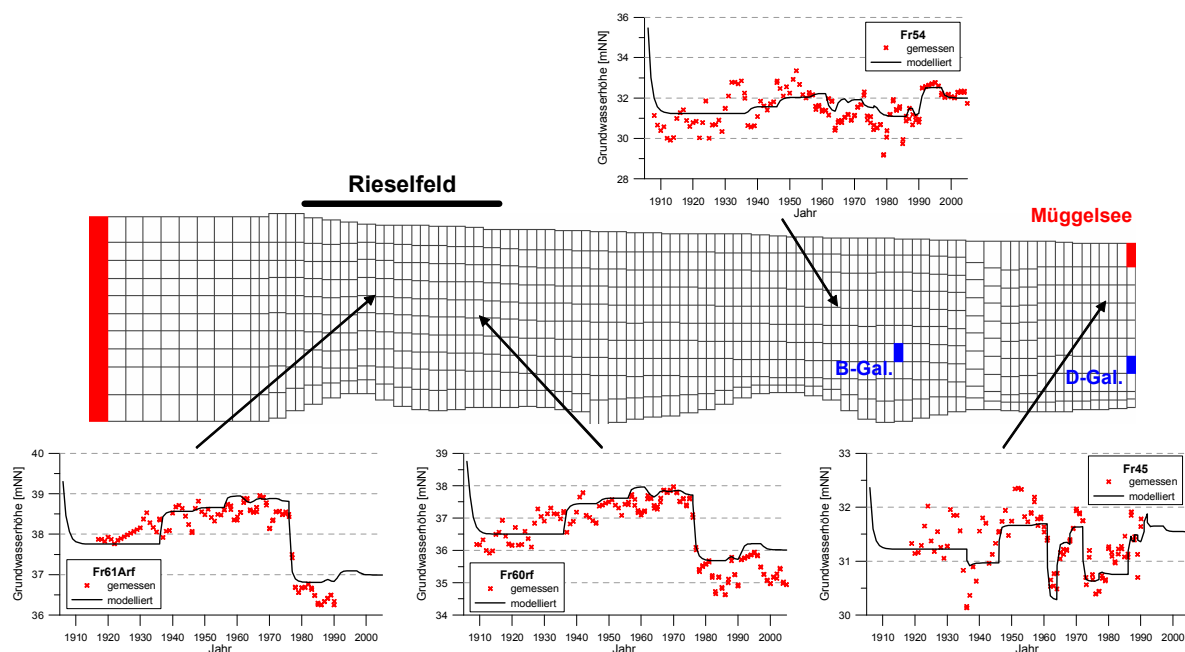 Grundwasserhöhe [mNN]
36
34
32
30
28
Fr54
gemessen
modelliert
1910 1920 1930 1940 1950 1960 1970 1980 1990 2000
Jahr
Rieselfeld
Müggelsee
B-Gal.
D-Gal.
Grundwasserhöhe [mNN]
40
39
38
37
36
Fr61Arf
gemessen
modelliert
1910 1920 1930 1940 1950 1960 1970 1980 1990 2000
Jahr
Grundwasserhöhe [mNN]
39
38
37
36
35
34
Fr60rf
gemessen
modelliert
1910 1920 1930 1940 1950 1960 1970 1980 1990 2000
Jahr
Grundwasserhöhe [mNN]
33
32
31
30
Fr45
gemessen
modelliert
1910 1920 1930 1940 1950 1960 1970 1980 1990 2000
Jahr